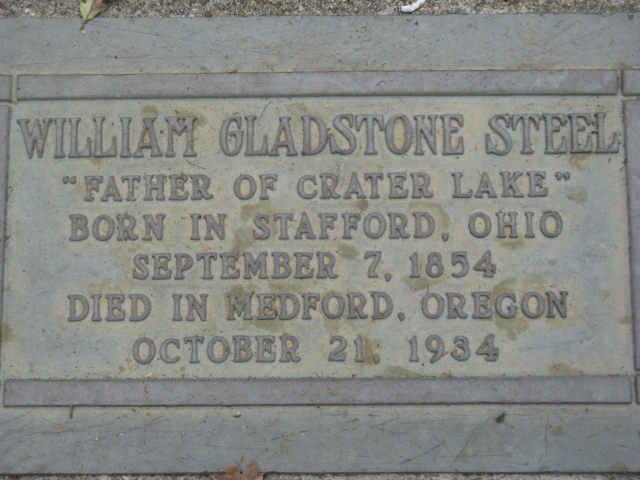 WILLIAM GLADSTONE STEEL
"FATHER OF CRATER LAKE"
BORN IN STAFFORD, OHIO
SEPTEMBER 7, 1854
DIED IN MEDFORD, OREGON
OCTOBER 21, 1934